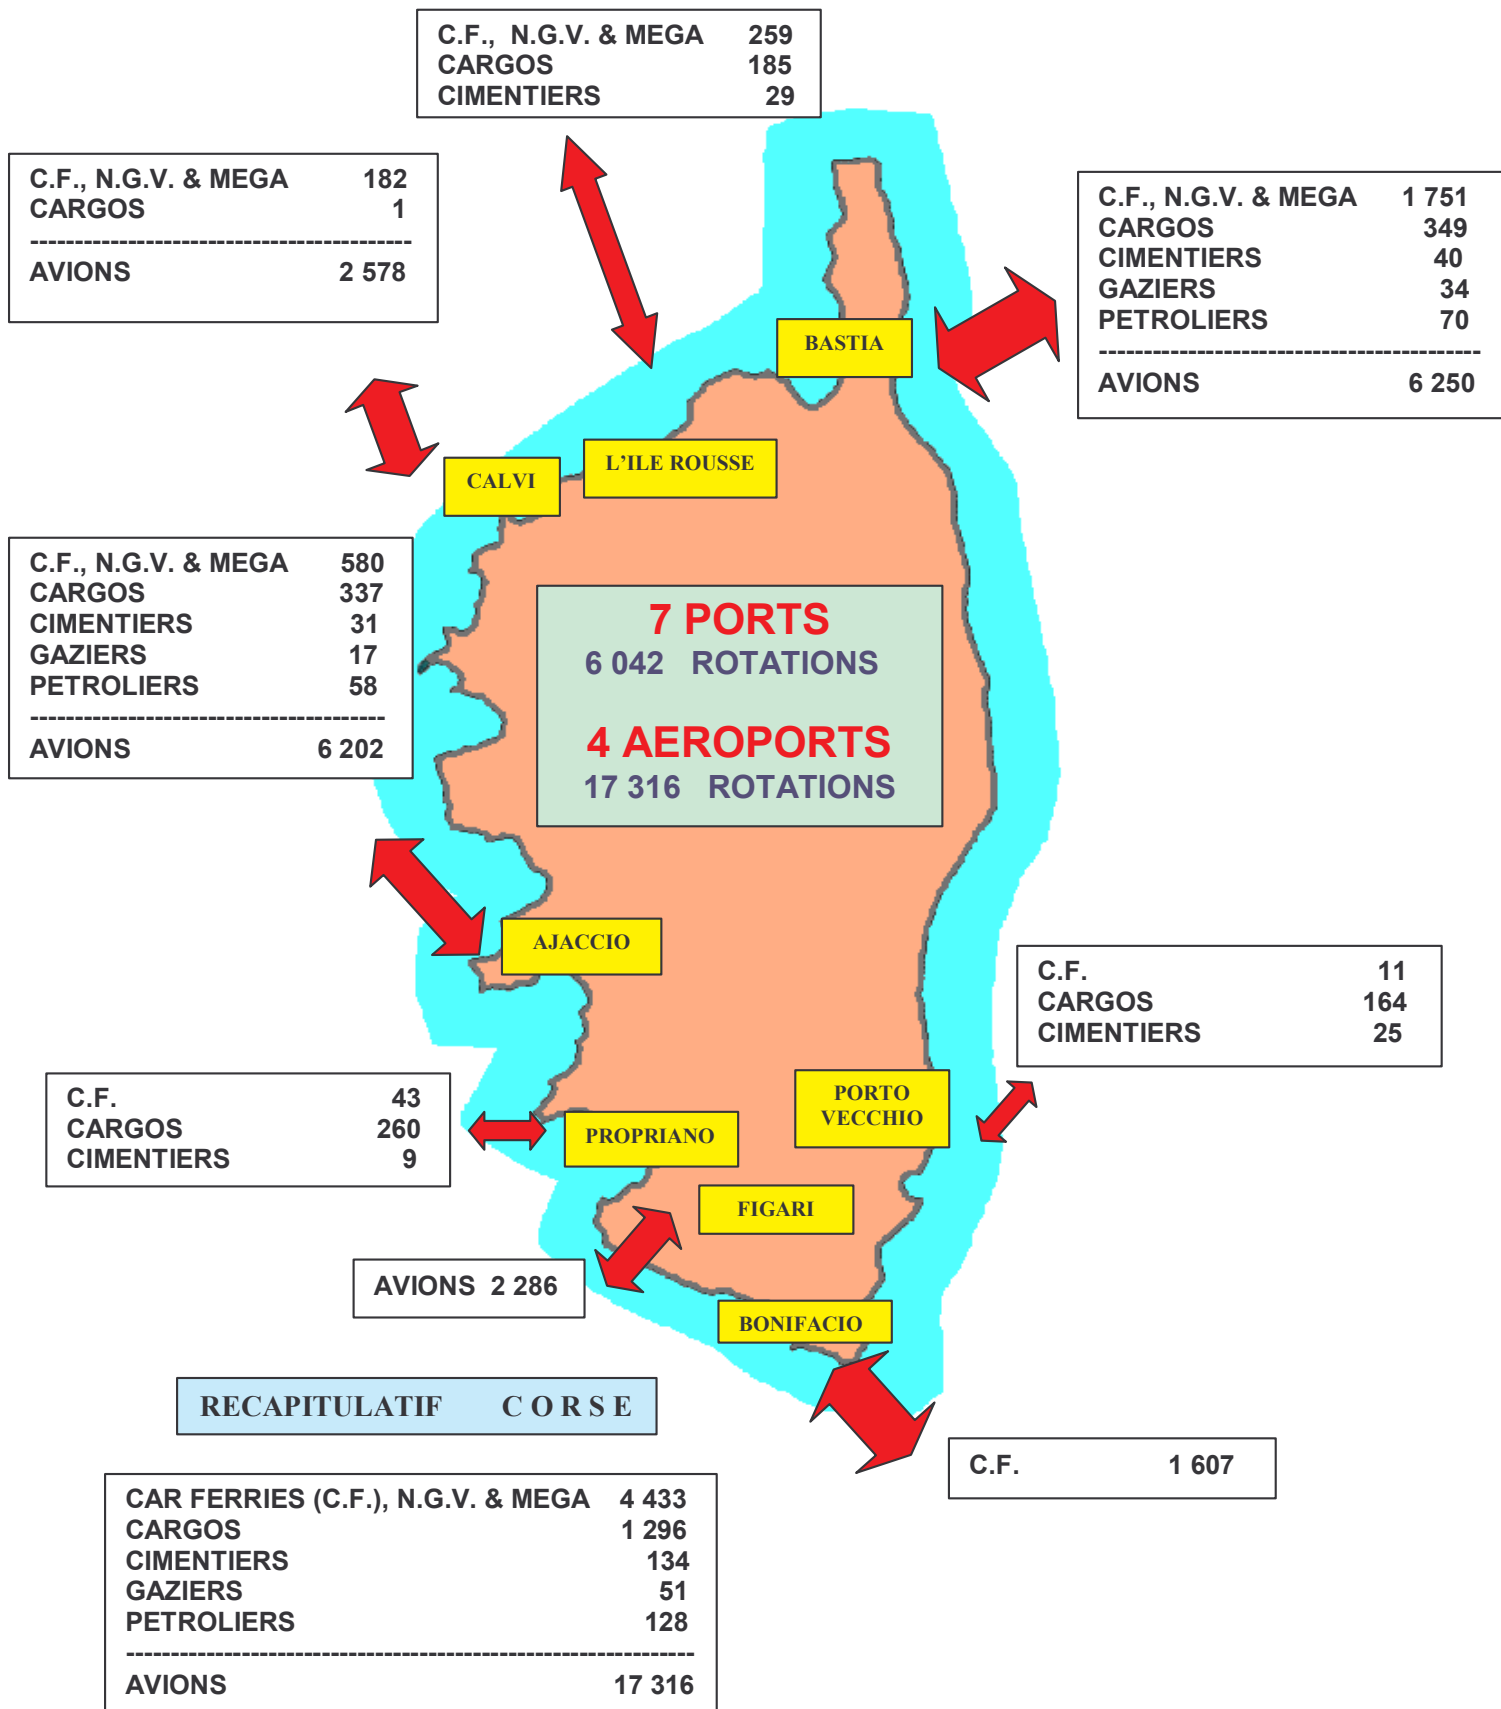 C.F., N.G.V. & MEGA 259
CARGOS 185
CIMENTIERS 29
C.F., N.G.V. & MEGA 182
CARGOS 1
-------------------------------------------
AVIONS 2 578
C.F., N.G.V. & MEGA 1 751
CARGOS 349
CIMENTIERS 40
GAZIERS 34
PETROLIERS 70
-------------------------------------------
AVIONS 6 250
BASTIA
L'ILE ROUSSE
CALVI
C.F., N.G.V. & MEGA 580
CARGOS 337
CIMENTIERS 31
GAZIERS 17
PETROLIERS 58
----------------------------------------
AVIONS 6 202
7 PORTS
6 042 ROTATIONS
4 AEROPORTS
17 316 ROTATIONS
AJACCIO
C.F. 11
CARGOS 164
CIMENTIERS 25
C.F. 43
CARGOS 260
CIMENTIERS 9
PORTO
VECCHIO
PROPRIANO
FIGARI
AVIONS 2 286
BONIFACIO
RECAPITULATIF C O R S E
C.F. 1 607
CAR FERRIES (C.F.), N.G.V. & MEGA 4 433
CARGOS 1 296
CIMENTIERS 134
GAZIERS 51
PETROLIERS 128
----------------------------------------------------------------
AVIONS 17 316